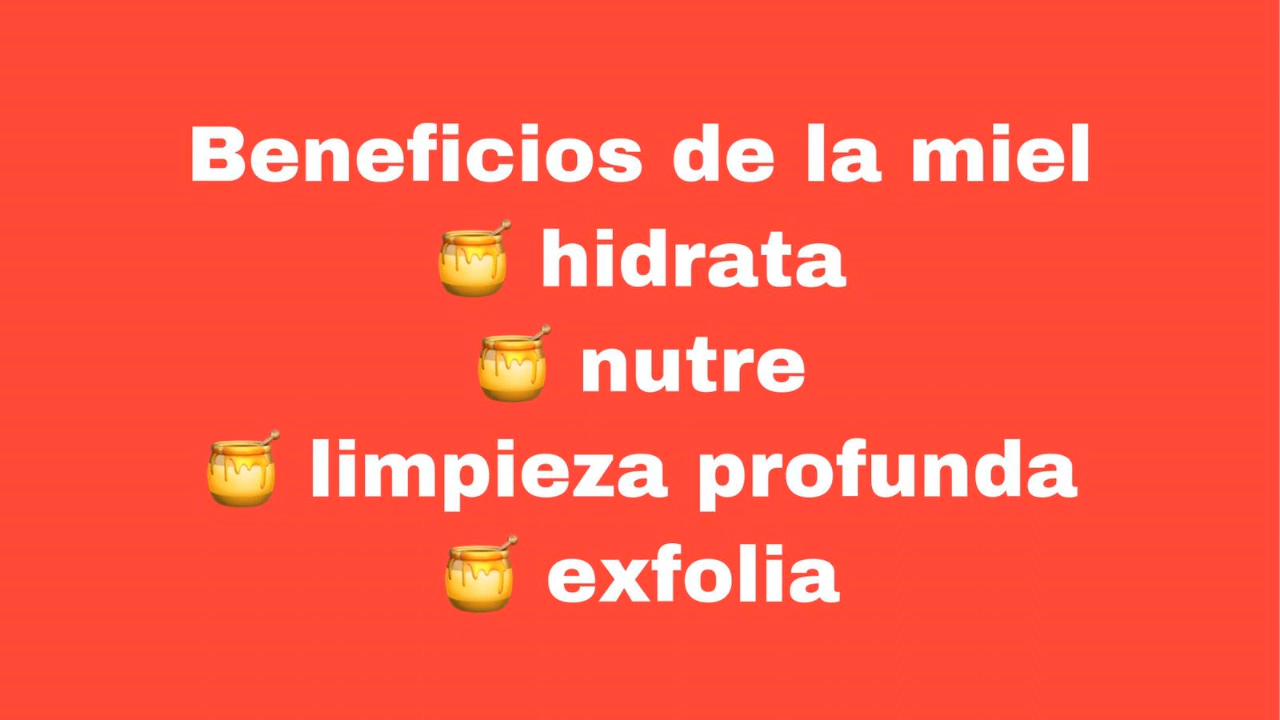 Beneficios de la miel
🍯 hidrata
🍯 nutre
🍯 limpieza profunda
🍯 exfolia